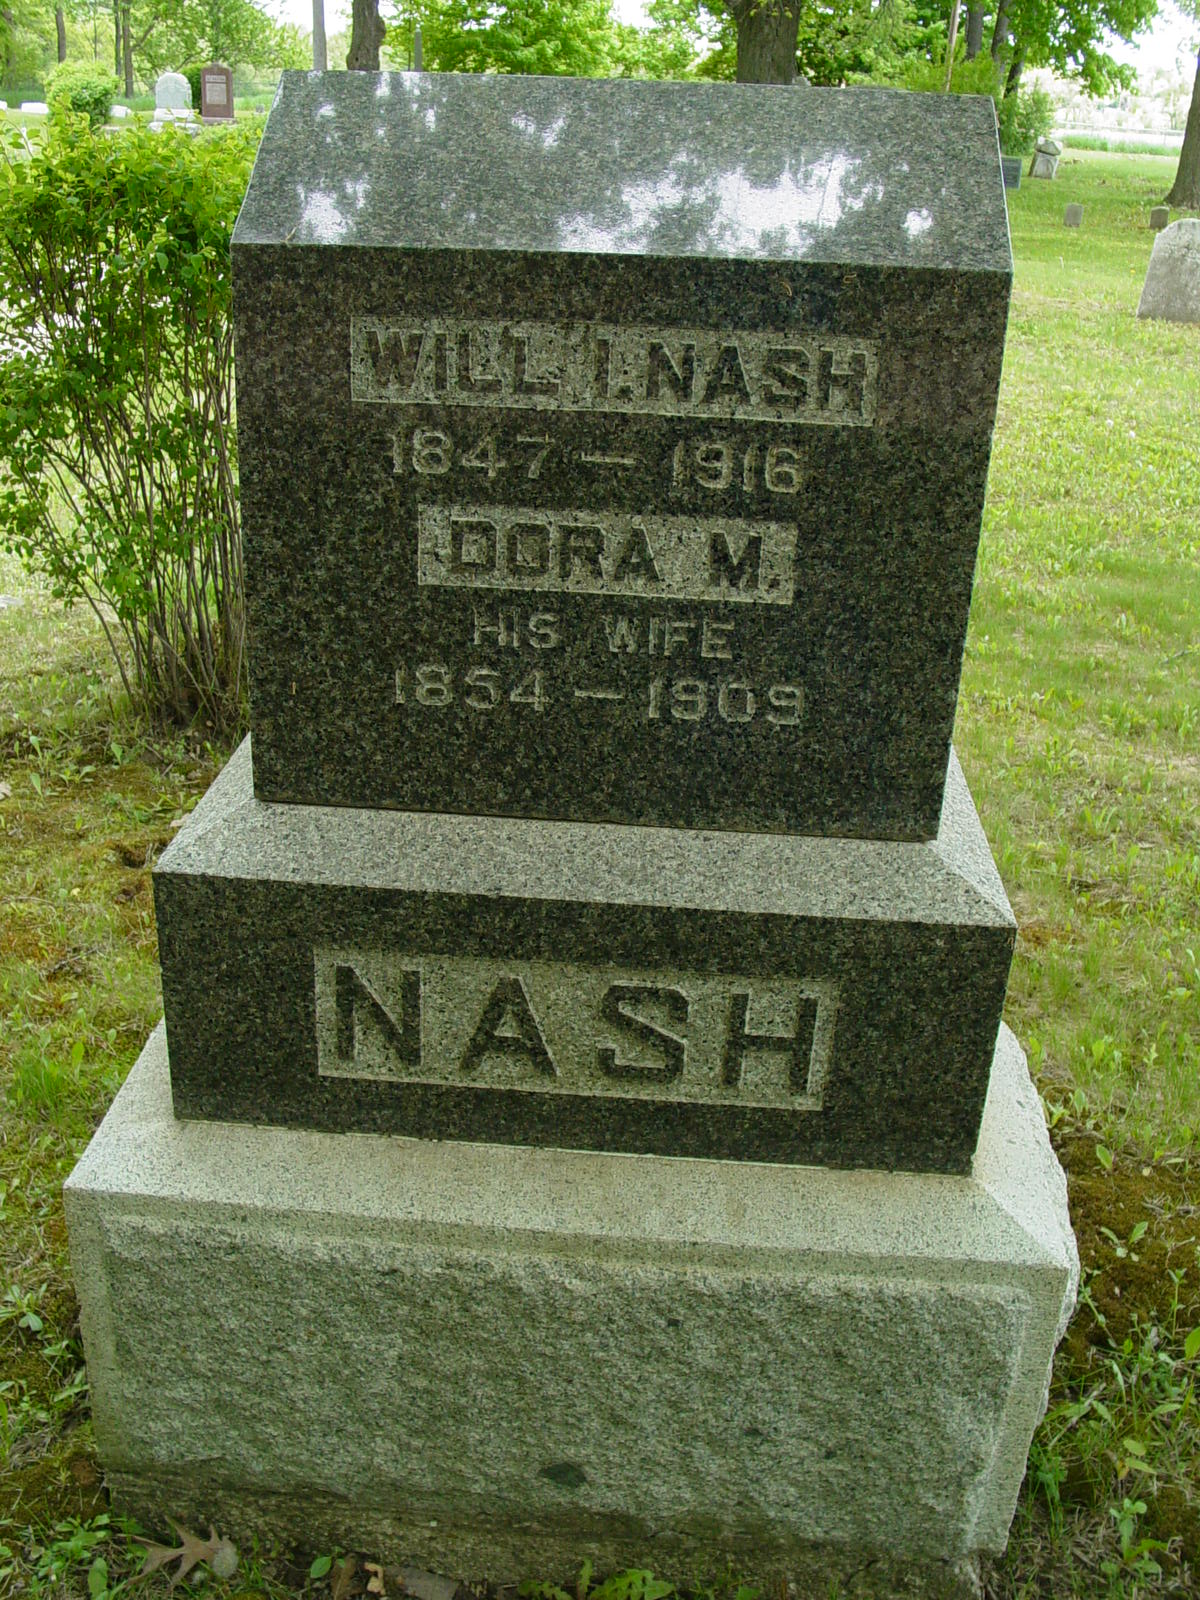 WILL I. NASH
1847 — 1916
DORA M.
HIS WIFE
1854 — 1909
NASH